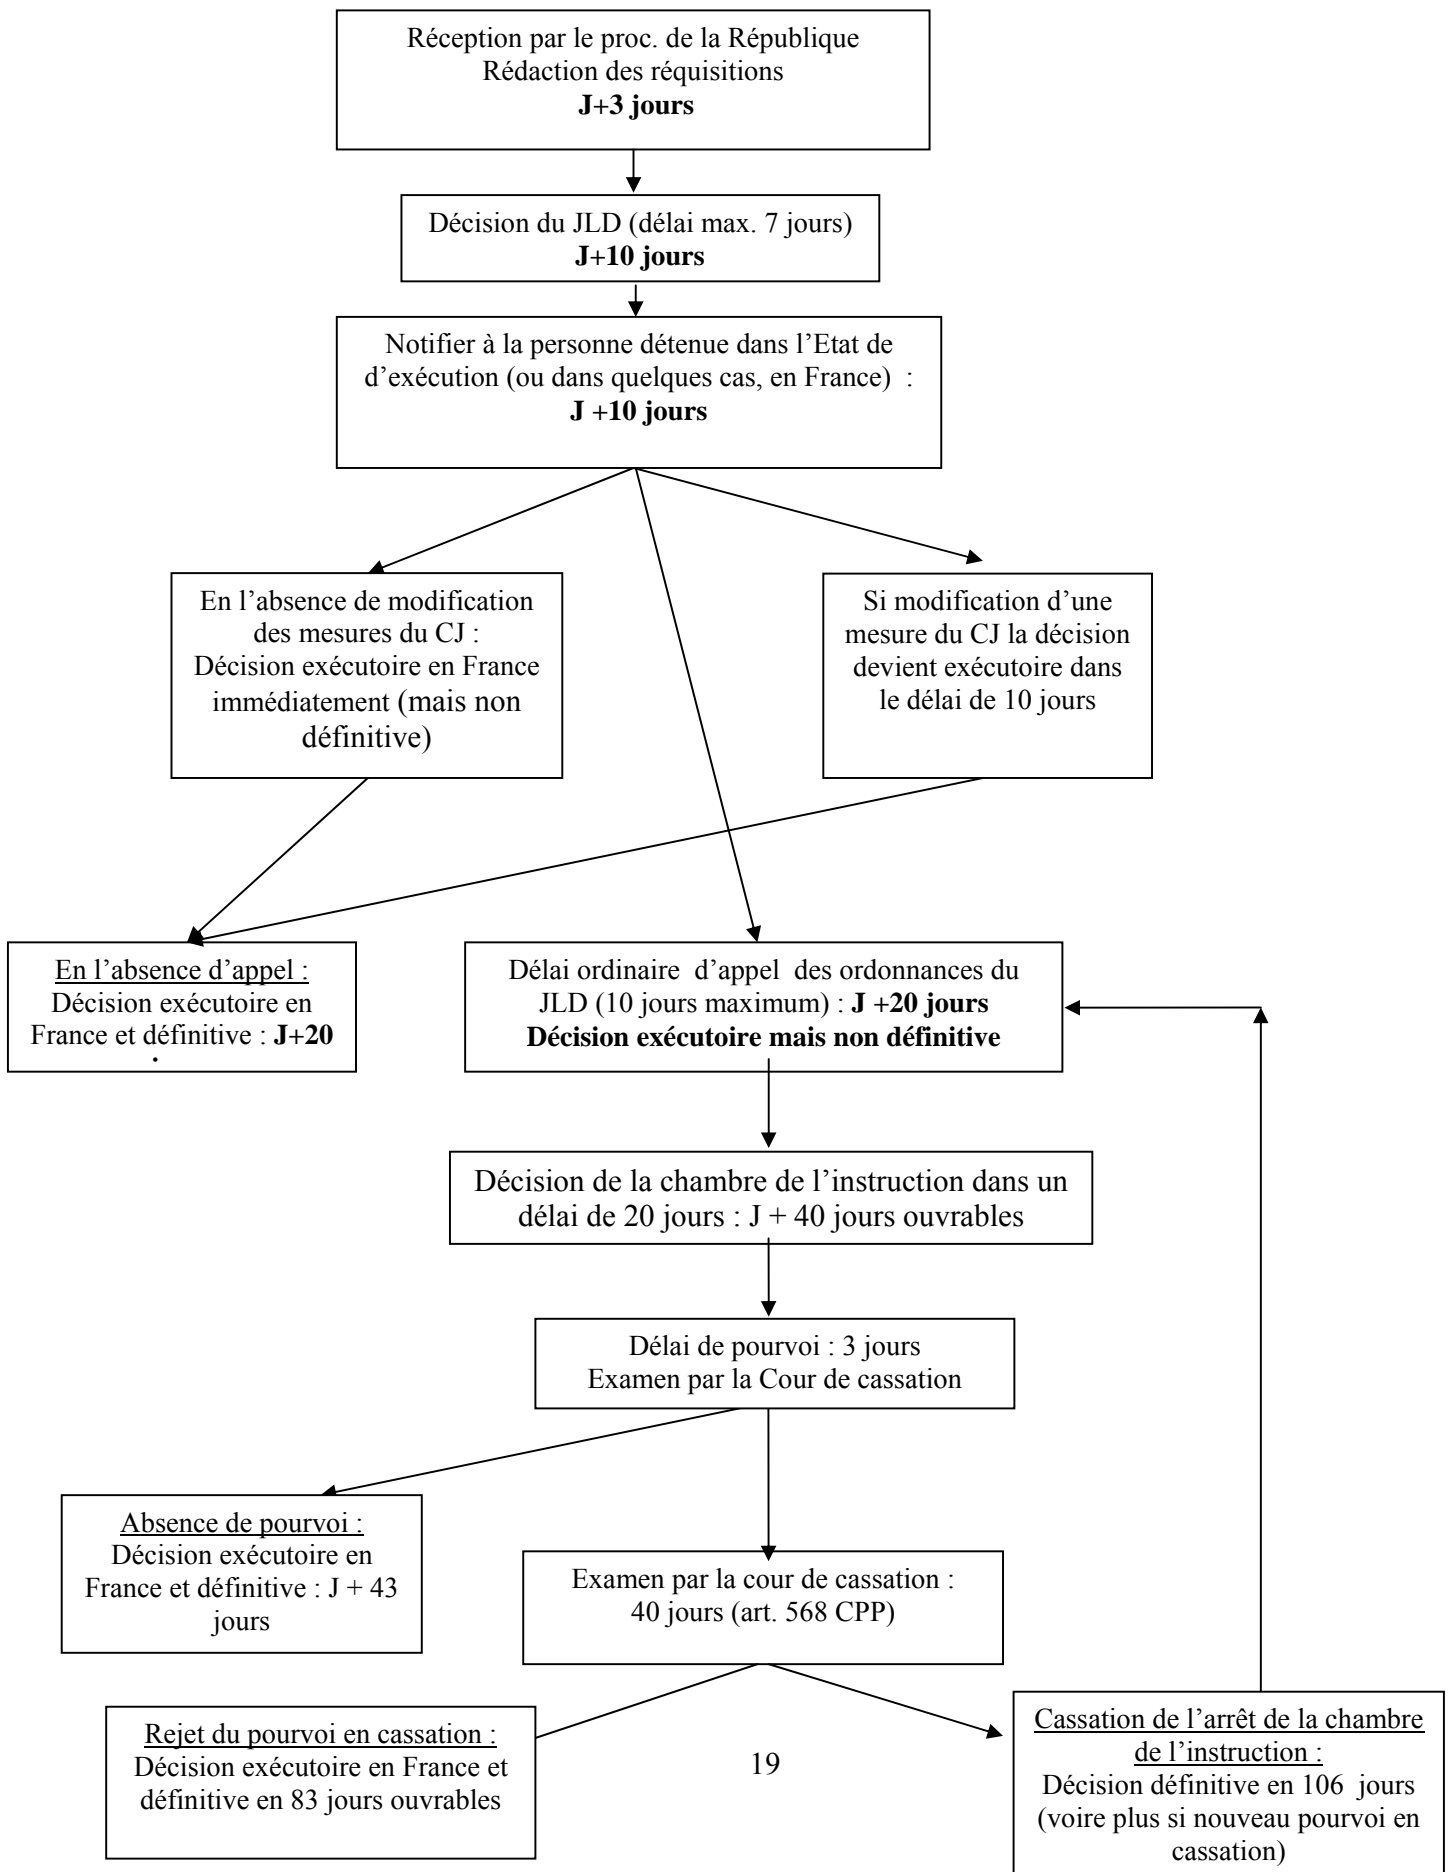 Réception par le proc. de la République
Rédaction des réquisitions
J+3 jours
Décision du JLD (délai max. 7 jours)
J+10 jours
Notifier à la personne détenue dans l’Etat de
d’exécution (ou dans quelques cas, en France)  :
J +10 jours
En l’absence de modification
des mesures du CJ :
Décision exécutoire en France
immédiatement (mais non
définitive)
Si modification d’une
mesure du CJ la décision
devient exécutoire dans
le délai de 10 jours
En l’absence d’appel :
Décision exécutoire en
France et définitive : J+20
Délai ordinaire  d’appel  des ordonnances du
JLD (10 jours maximum) : J +20 jours
Décision exécutoire mais non définitive
Décision de la chambre de l’instruction dans un
délai de 20 jours : J + 40 jours ouvrables
Délai de pourvoi : 3 jours
Examen par la Cour de cassation
Absence de pourvoi :
Décision exécutoire en
France et définitive : J + 43
jours
Examen par la cour de cassation :
40 jours (art. 568 CPP)
Rejet du pourvoi en cassation :
Décision exécutoire en France et
définitive en 83 jours ouvrables
Cassation de l’arrêt de la chambre
de l’instruction :
Décision définitive en 106  jours
(voire plus si nouveau pourvoi en
cassation)
19